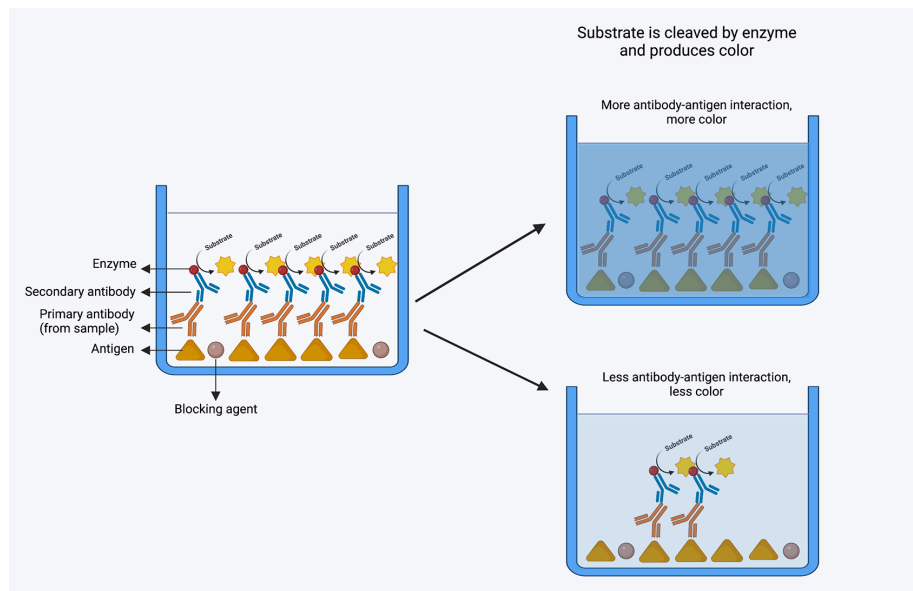 Substrate is cleaved by enzyme
and produces color
More antibody-antigen interaction,
more color
Substrate
Substrate
Substrate
Substrate
Substrate
Substrate
Substrate
Substrate
Substrate
Substrate
Enzyme
Secondary antibody
Primary antibody
(from sample)
Antigen
Blocking agent
Less antibody-antigen interaction,
less color
Substrate
Substrate